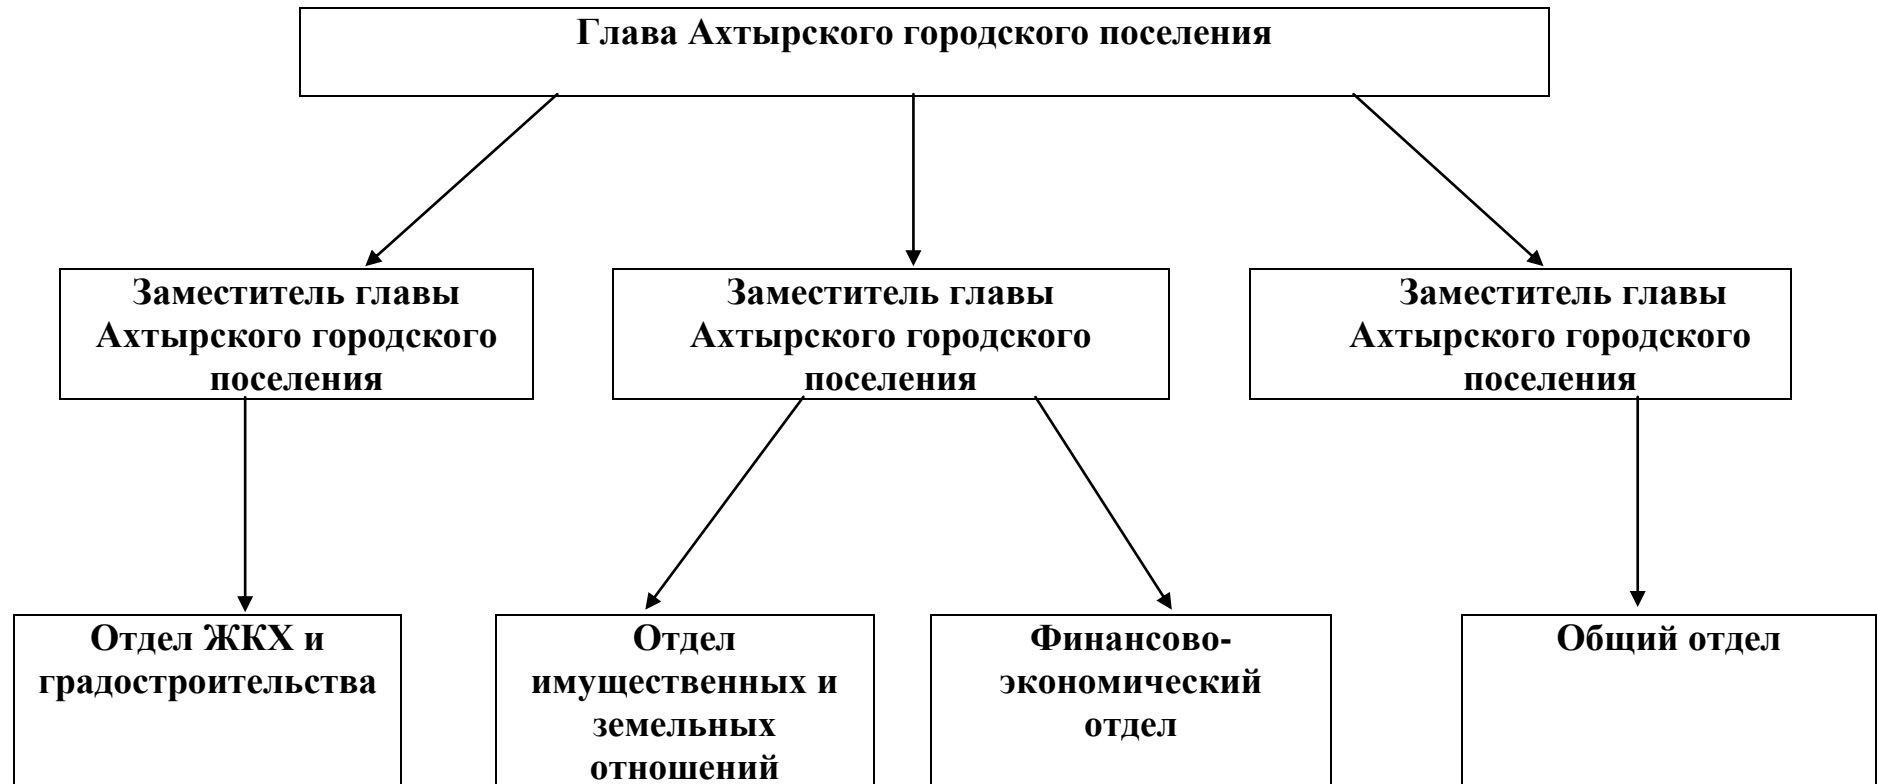 Глава Ахтырского городского поселения
Заместитель главы
Ахтырского городского
поселения
Заместитель главы
Ахтырского городского
поселения
Заместитель главы
Ахтырского городского
поселения
Отдел ЖКХ и
градостроительства
Отдел
имущественных и
земельных
отношений
Финансово-
экономический
отдел
Общий отдел